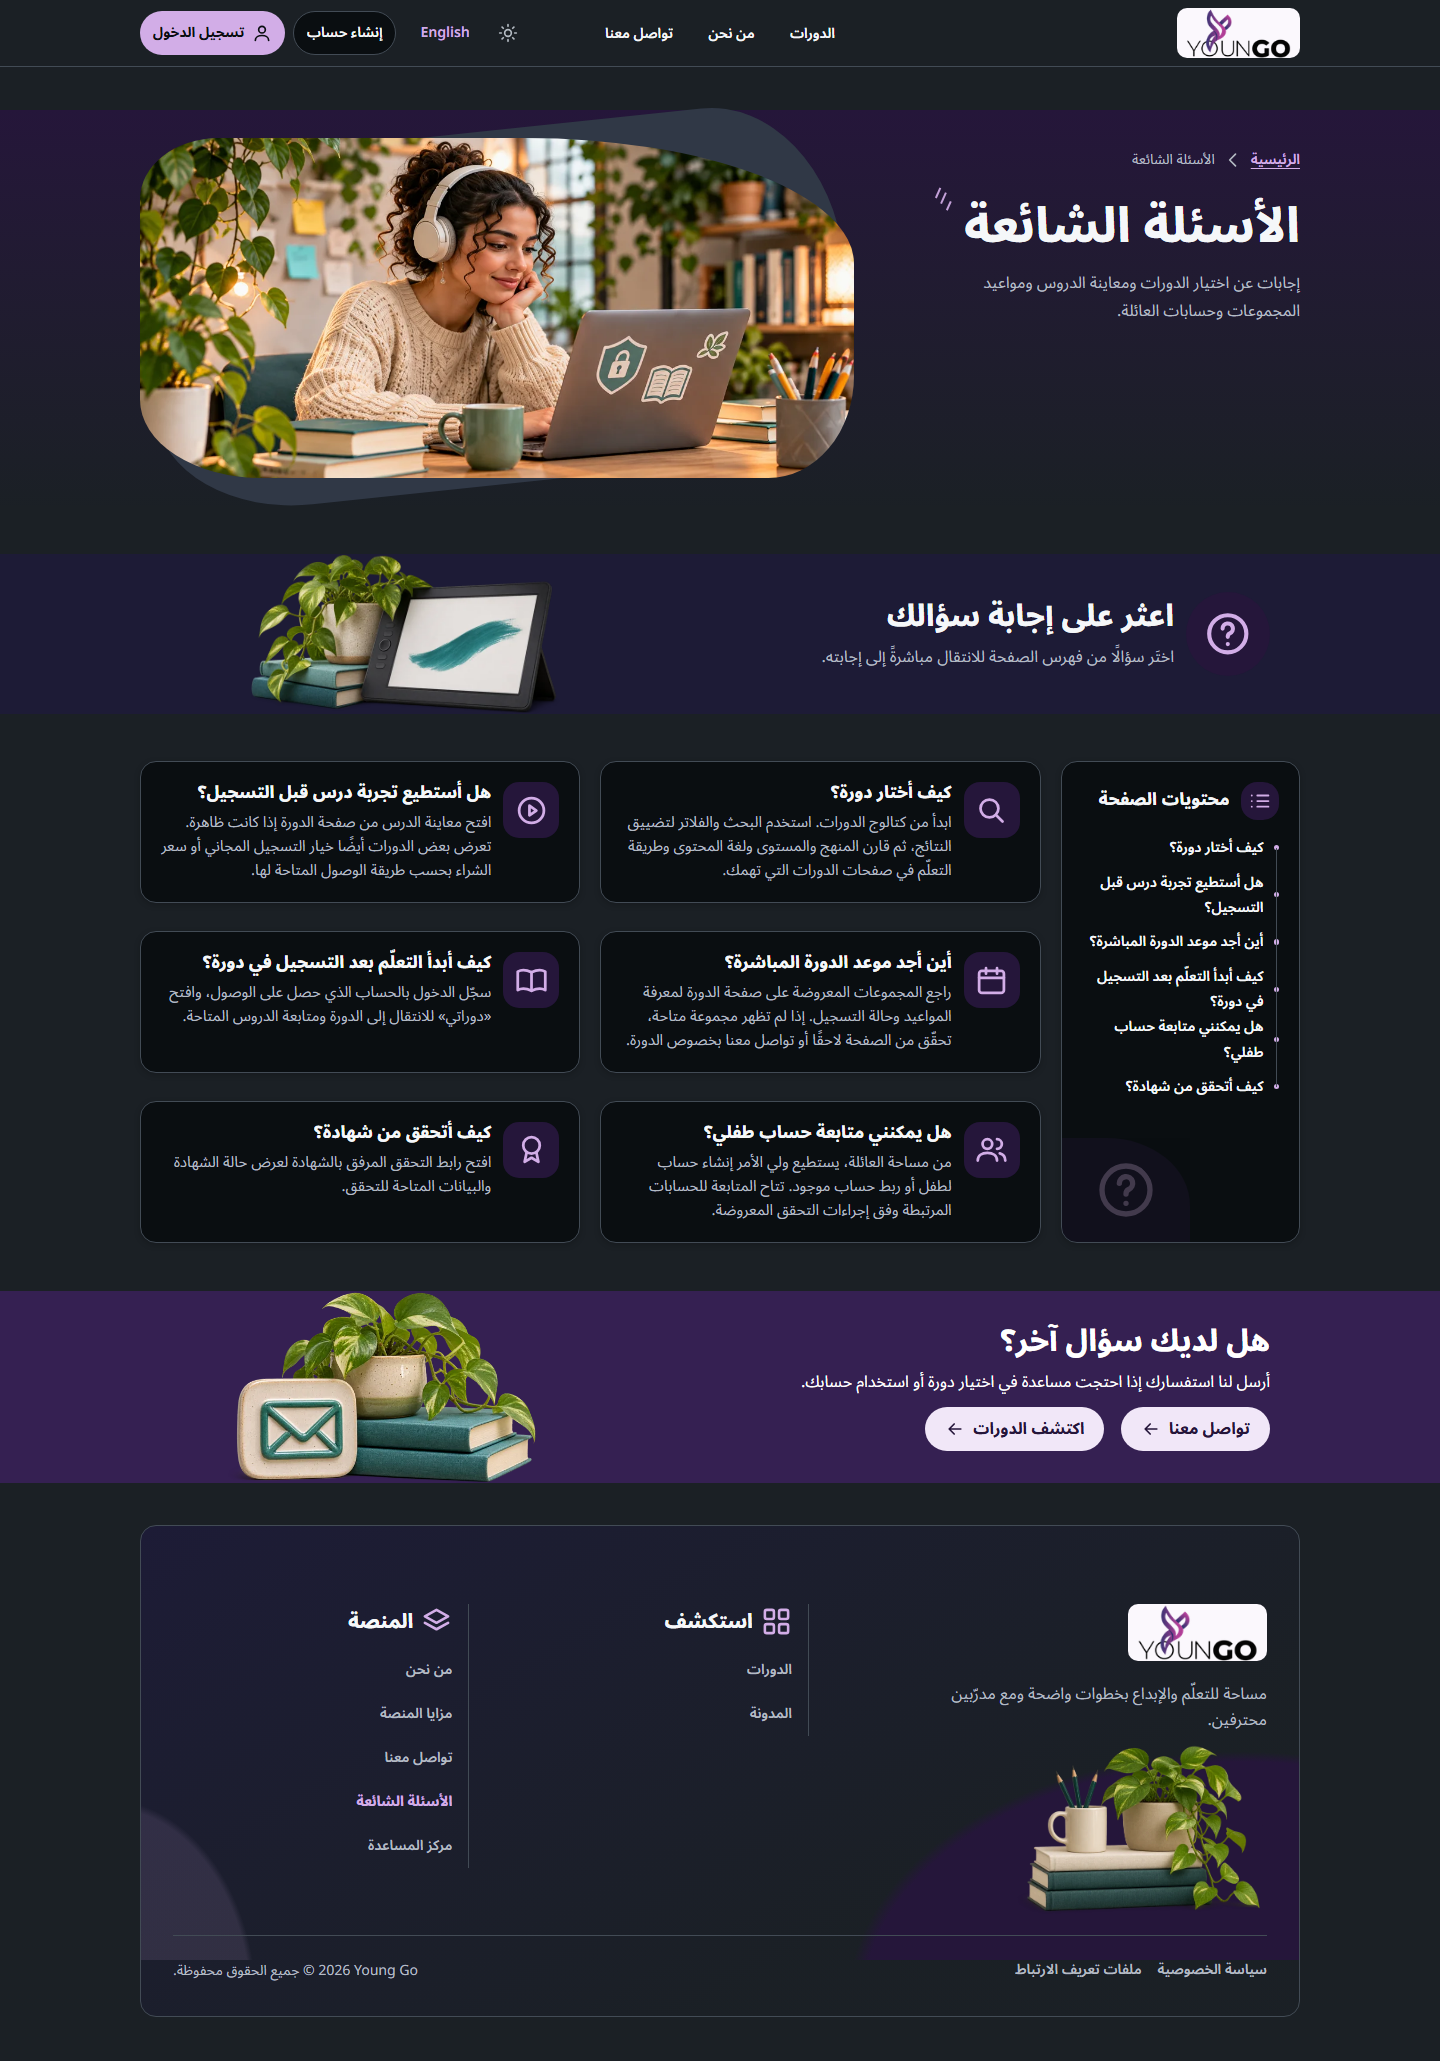 YOUNGO
الدورات
من نحن
تواصل معنا
English
إنشاء حساب
تسجيل الدخول
الرئيسية
الأسئلة الشائعة
الأسئلة الشائعة
إجابات عن اختيار الدورات ومعاينة الدروس ومواعيد
المجموعات وحسابات العائلة.
اعثر على إجابة سؤالك
اختَر سؤالًا من فهرس الصفحة للانتقال مباشرةً إلى إجابته.
محتويات الصفحة
كيف أختار دورة؟
هل أستطيع تجربة درس قبل
التسجيل؟
أين أجد موعد الدورة المباشرة؟
كيف أبدأ التعلّم بعد التسجيل
في دورة؟
هل يمكنني متابعة حساب
طفلي؟
كيف أتحقق من شهادة؟
كيف أختار دورة؟
ابدأ من كتالوج الدورات. استخدم البحث والفلاتر لتضييق
النتائج، ثم قارن المنهج والمستوى ولغة المحتوى وطريقة
التعلّم في صفحات الدورات التي تهمك.
هل أستطيع تجربة درس قبل التسجيل؟
افتح معاينة الدرس من صفحة الدورة إذا كانت ظاهرة.
تعرض بعض الدورات أيضًا خيار التسجيل المجاني أو سعر
الشراء بحسب طريقة الوصول المتاحة لها.
أين أجد موعد الدورة المباشرة؟
راجع المجموعات المعروضة على صفحة الدورة لمعرفة
المواعيد وحالة التسجيل. إذا لم تظهر مجموعة متاحة،
تحقّق من الصفحة لاحقًا أو تواصل معنا بخصوص الدورة.
كيف أبدأ التعلّم بعد التسجيل في دورة؟
سجّل الدخول بالحساب الذي حصل على الوصول، وافتح
«دوراتي» للانتقال إلى الدورة ومتابعة الدروس المتاحة.
هل يمكنني متابعة حساب طفلي؟
من مساحة العائلة، يستطيع ولي الأمر إنشاء حساب
لطفل أو ربط حساب موجود. تتاح المتابعة للحسابات
المرتبطة وفق إجراءات التحقق المعروضة.
كيف أتحقق من شهادة؟
افتح رابط التحقق المرفق بالشهادة لعرض حالة الشهادة
والبيانات المتاحة للتحقق.
هل لديك سؤال آخر؟
أرسل لنا استفسارك إذا احتجت مساعدة في اختيار دورة أو استخدام حسابك.
تواصل معنا
اكتشف الدورات
YOUNGO
مساحة للتعلّم والإبداع بخطوات واضحة ومع مدرّبين
محترفين.
استكشف
الدورات
المدونة
المنصة
من نحن
مزايا المنصة
تواصل معنا
الأسئلة الشائعة
مركز المساعدة
سياسة الخصوصية
ملفات تعريف الارتباط
© 2026 Young Go جميع الحقوق محفوظة.